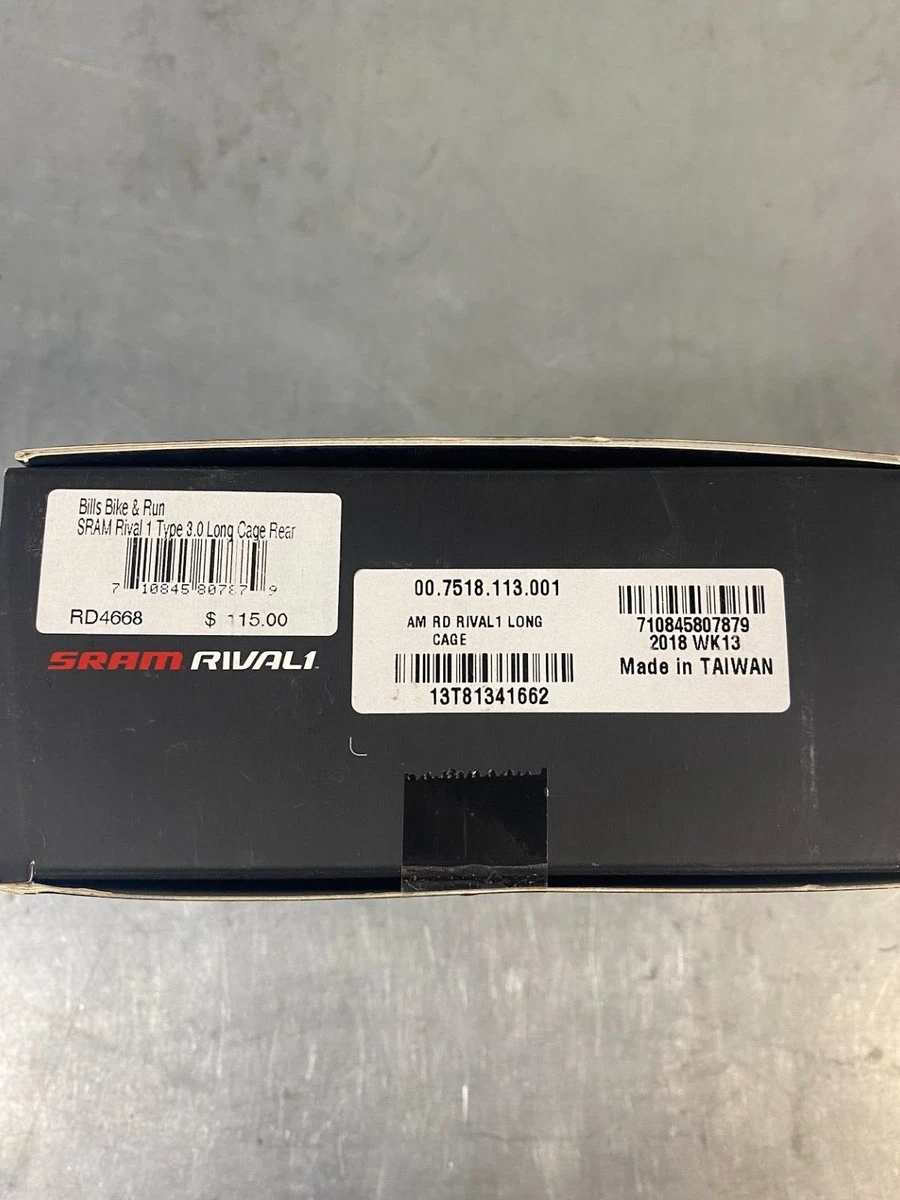 Bills Bike & Run
SRAM Rival 1 Type 3.0 Long Cage Rear
7 10845 80787 9
RD4668 $ 115.00
SRAM RIVAL1
00.7518.113.001
AM RD RIVAL1 LONG
CAGE
13T81341662
710845807879
2018 WK13
Made in TAIWAN